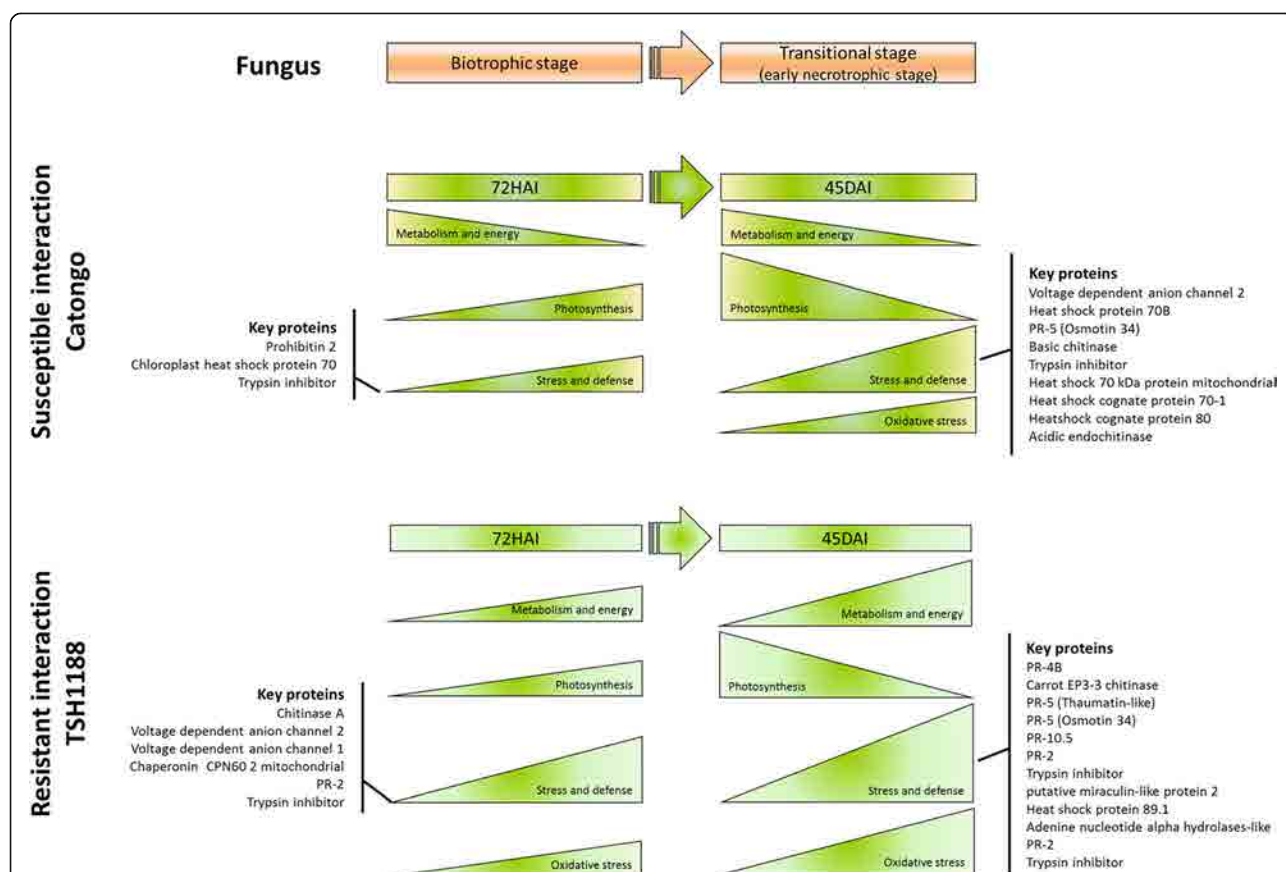 Fungus
Biotrophic stage
Transitional stage
(early necrotrophic stage)
Susceptible interaction
Catongo
72HAI
45DAI
Metabolism and energy
Metabolism and energy
Photosynthesis
Photosynthesis
Stress and defense
Stress and defense
Oxidative stress
Key proteins
Prohibitin 2
Chloroplast heat shock protein 70
Trypsin inhibitor
Key proteins
Voltage dependent anion channel 2
Heat shock protein 70B
PR-5 (Osmotin 34)
Basic chitinase
Trypsin inhibitor
Heat shock 70 kDa protein mitochondrial
Heat shock cognate protein 70-1
Heatshock cognate protein 80
Acidic endochitinase
Resistant interaction
TSH1188
72HAI
45DAI
Metabolism and energy
Metabolism and energy
Photosynthesis
Photosynthesis
Stress and defense
Stress and defense
Oxidative stress
Oxidative stress
Key proteins
Chitinase A
Voltage dependent anion channel 2
Voltage dependent anion channel 1
Chaperonin CPN60 2 mitochondrial
PR-2
Trypsin inhibitor
Key proteins
PR-4B
Carrot EP3-3 chitinase
PR-5 (Thaumatin-like)
PR-5 (Osmotin 34)
PR-10.5
PR-2
Trypsin inhibitor
putative miraculin-like protein 2
Heat shock protein 89.1
Adenine nucleotide alpha hydrolases-like
PR-2
Trypsin inhibitor